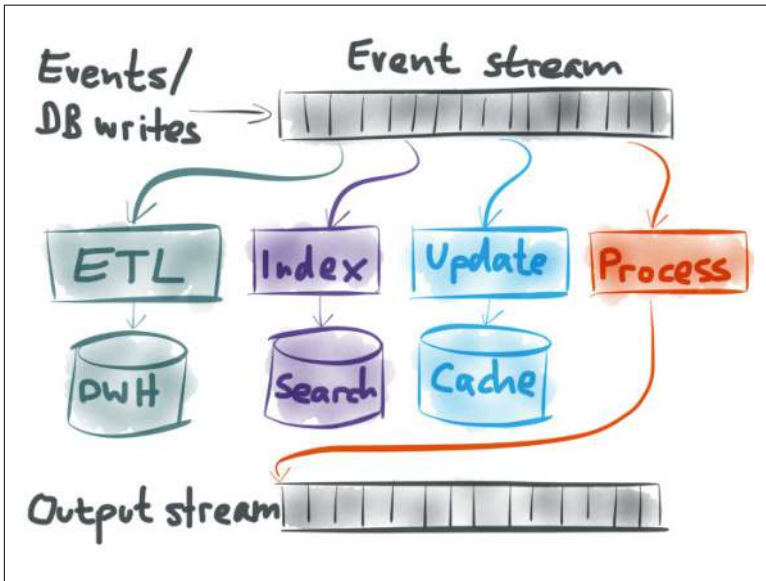 Events/
DB writes
Event stream
ETL
Index
Update
Process
DWH
Search
Cache
Output stream